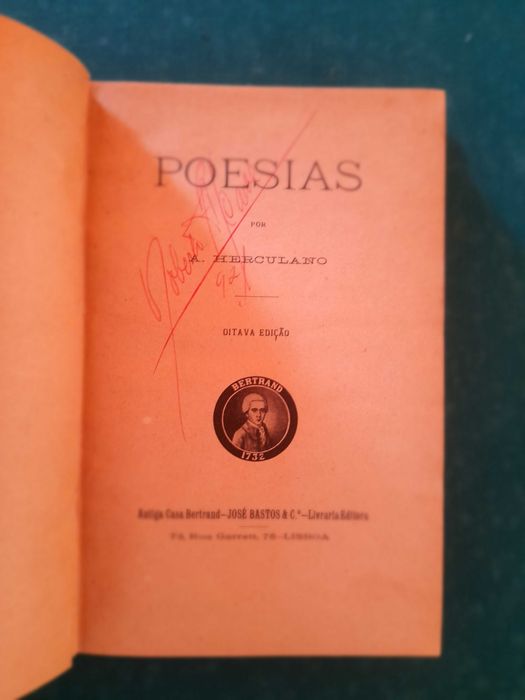 POESIAS
POR
A. HERCULANO
OITAVA EDIÇÃO
BERTRAND
1732
Antiga Casa Bertrand—JOSÉ BASTOS & C.ª—Livraria Editora
73, Rua Garrett, 75—LISBOA
Roberto